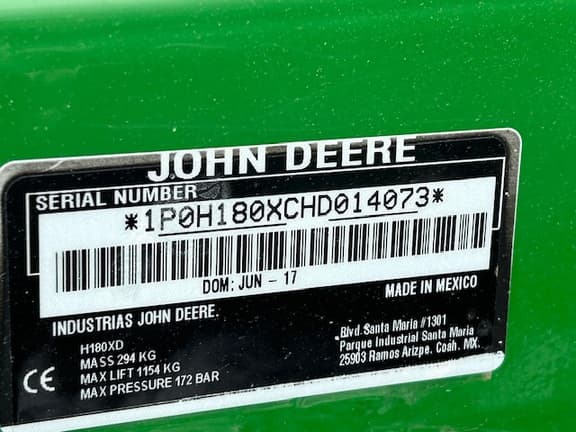 JOHN DEERE
SERIAL NUMBER
*1P0H180XCHD014073*
DOM: JUN - 17
MADE IN MEXICO
INDUSTRIAS JOHN DEERE.
H180XD
MASS 294 KG
MAX LIFT 1154 KG
MAX PRESSURE 172 BAR
CE
Blvd. Santa Maria #1301
Parque Industrial Santa Maria
25903 Ramos Arizpe. Coah. MX.